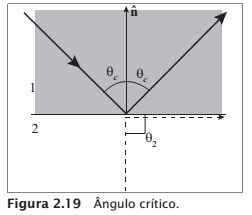 n̂
θc θc
1
2
θ2
Figura 2.19 Ângulo crítico.